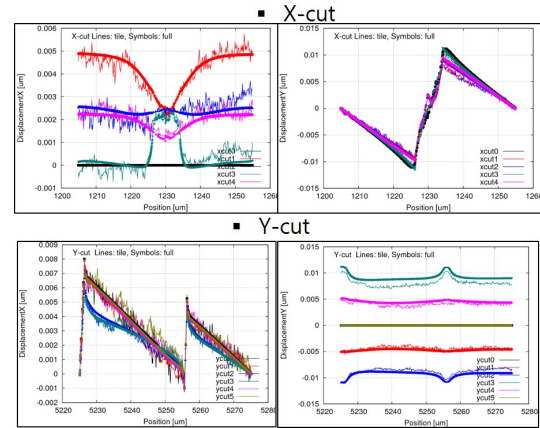 ▪ X-cut
X-cut Lines: tile, Symbols: full
DisplacementX [um]
0.006
0.005
0.004
0.003
0.002
0.001
0
-0.001
1200 1210 1220 1230 1240 1250 126
Position [um]
xcut0
xcut1
xcut2
xcut3
xcut4
X-cut Lines: tile, Symbols: full
DisplacementY [um]
0.015
0.01
0.005
0
-0.005
-0.01
-0.015
1200 1210 1220 1230 1240 1250 1260
Position [um]
xcut0
xcut1
xcut2
xcut3
xcut4
▪ Y-cut
Y-cut Lines: tile, Symbols: full
DisplacementX [um]
0.009
0.008
0.007
0.006
0.005
0.004
0.003
0.002
0.001
0
-0.001
-0.002
5220 5230 5240 5250 5260 5270 5280
Position [um]
ycut0
ycut1
ycut2
ycut3
ycut4
ycut5
Y-cut Lines: tile, Symbols: full
DisplacementY [um]
0.015
0.01
0.005
0
-0.005
-0.01
-0.015
5220 5230 5240 5250 5260 5270 5280
Position [um]
ycut0
ycut1
ycut2
ycut3
ycut4
ycut5